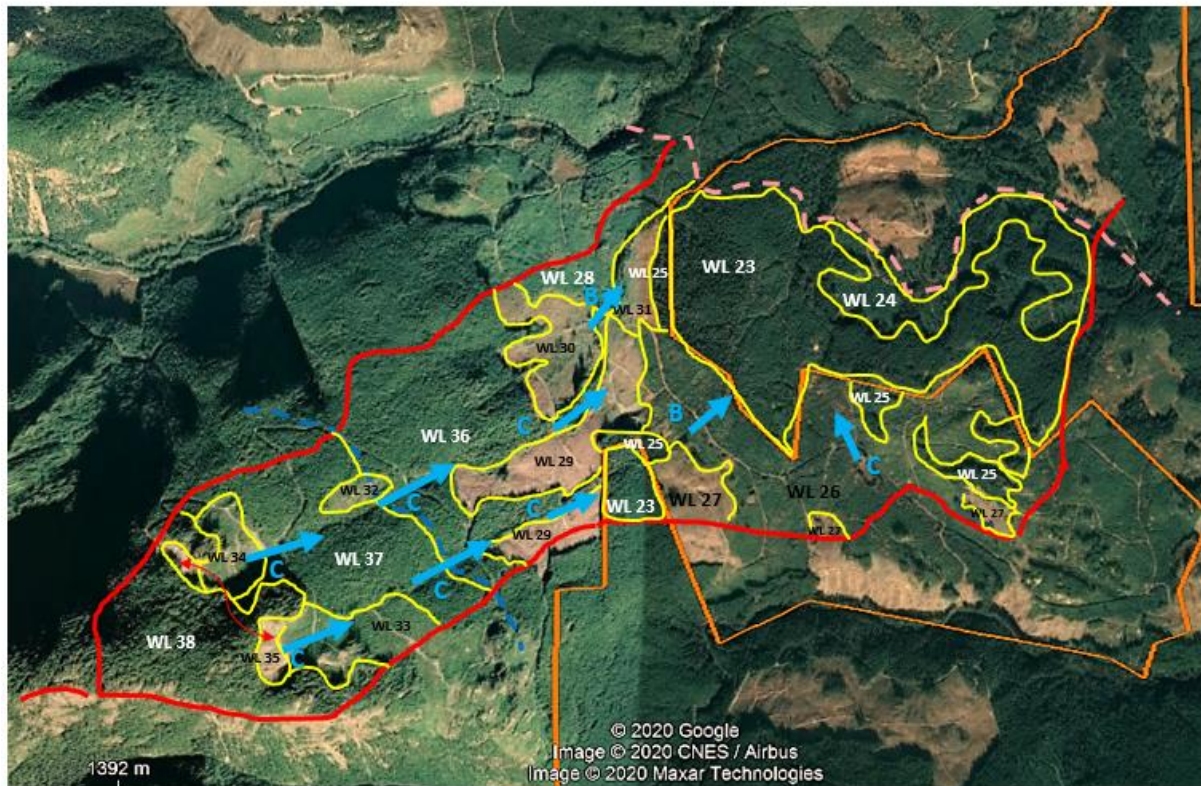 WL 28
WL 25
WL 23
B
WL 24
WL 31
WL 30
WL 25
B
C
C
WL 36
WL 25
WL 29
WL 32
C
WL 27
WL 26
WL 25
WL 23
C
WL 29
WL 27
WL 27
WL 34
WL 37
C
C
WL 33
WL 38
WL 35
C
© 2020 Google
Image © 2020 CNES / Airbus
1392 m
Image © 2020 Maxar Technologies